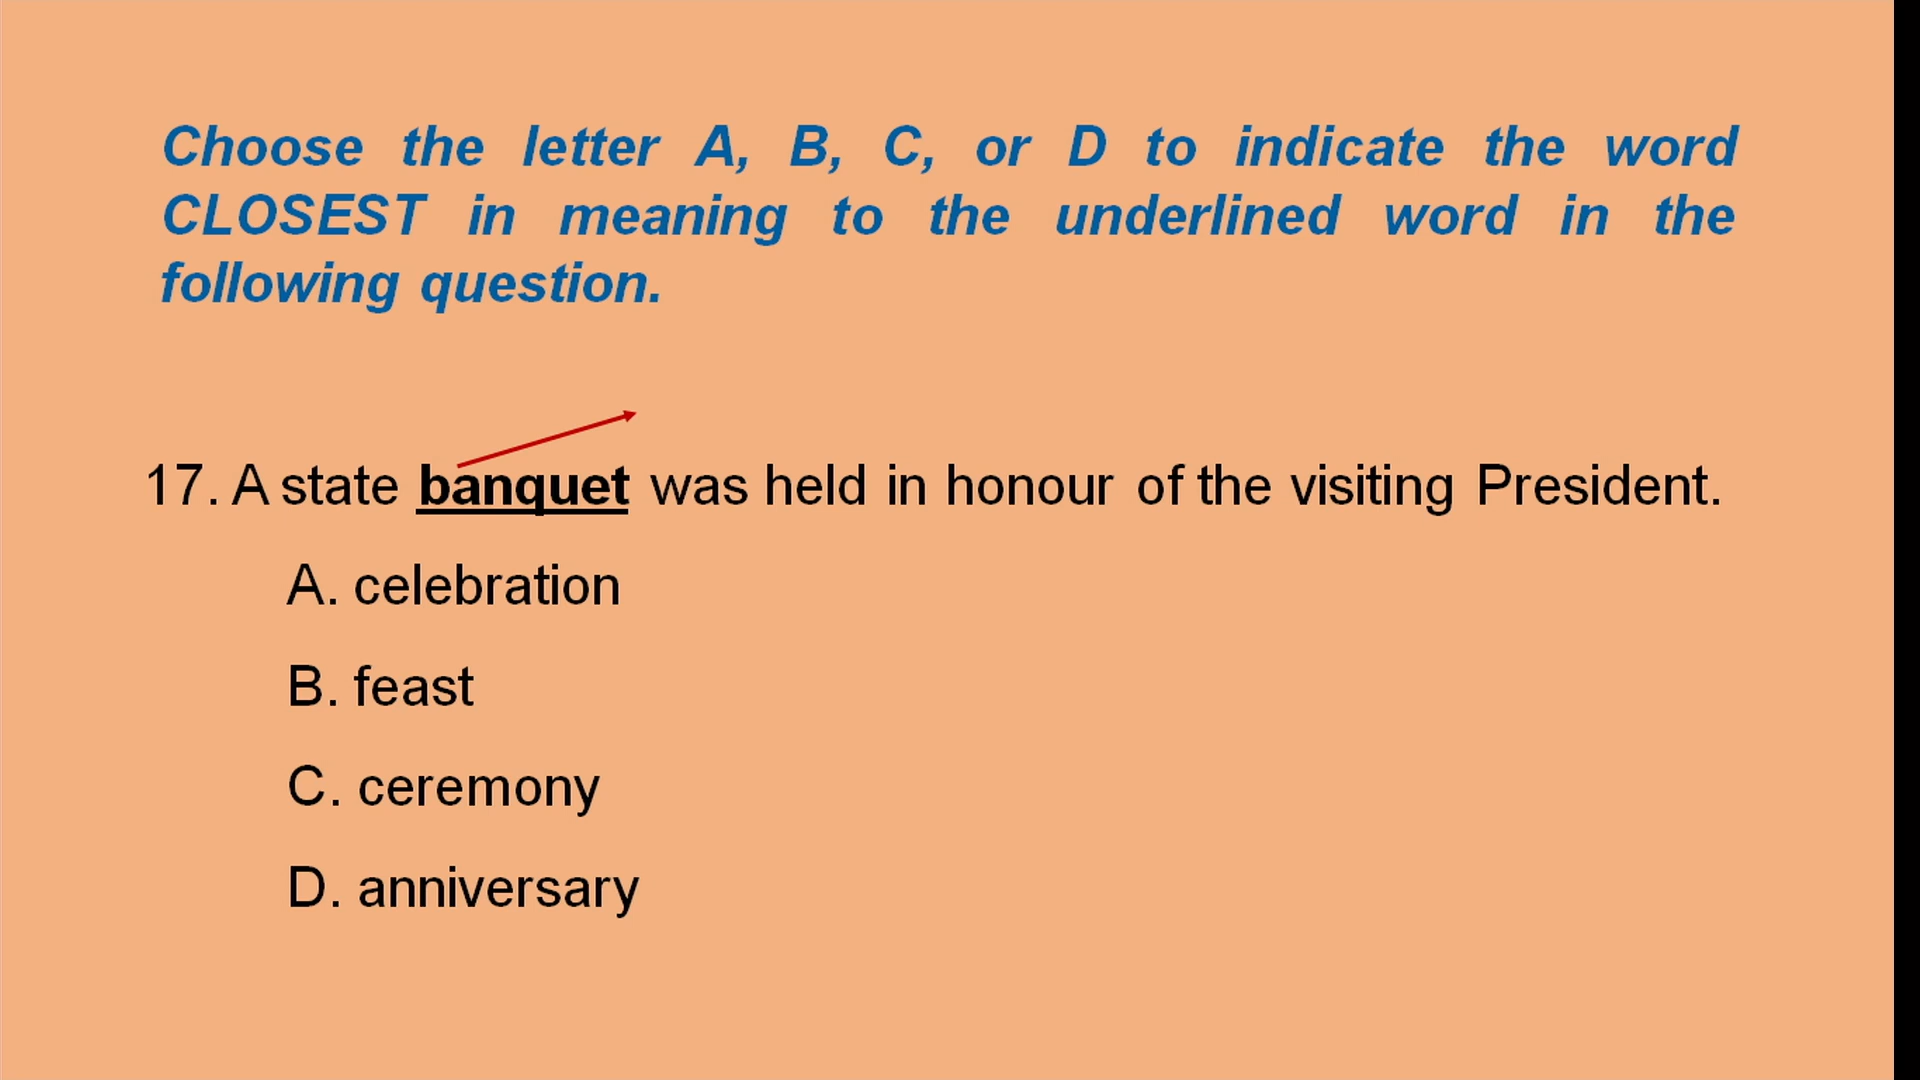 Choose the letter A, B, C, or D to indicate the word
CLOSEST in meaning to the underlined word in the
following question.
17. A state banquet was held in honour of the visiting President.
A. celebration
B. feast
C. ceremony
D. anniversary